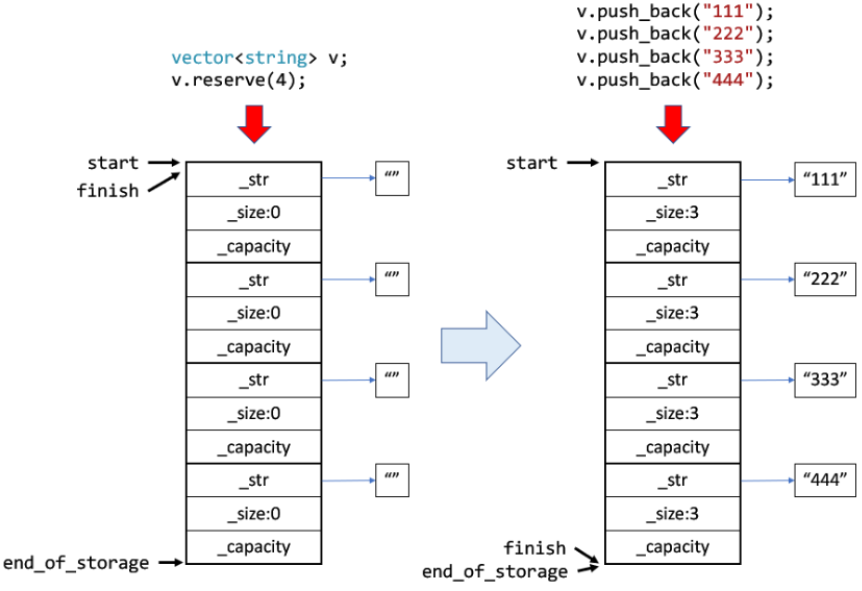 vector<string> v;
v.reserve(4);
start
finish
_str
“”
_size:0
_capacity
_str
“”
_size:0
_capacity
_str
“”
_size:0
_capacity
_str
“”
_size:0
_capacity
end_of_storage
v.push_back("111");
v.push_back("222");
v.push_back("333");
v.push_back("444");
start
_str
“111”
_size:3
_capacity
_str
“222”
_size:3
_capacity
_str
“333”
_size:3
_capacity
_str
“444”
_size:3
_capacity
finish
end_of_storage